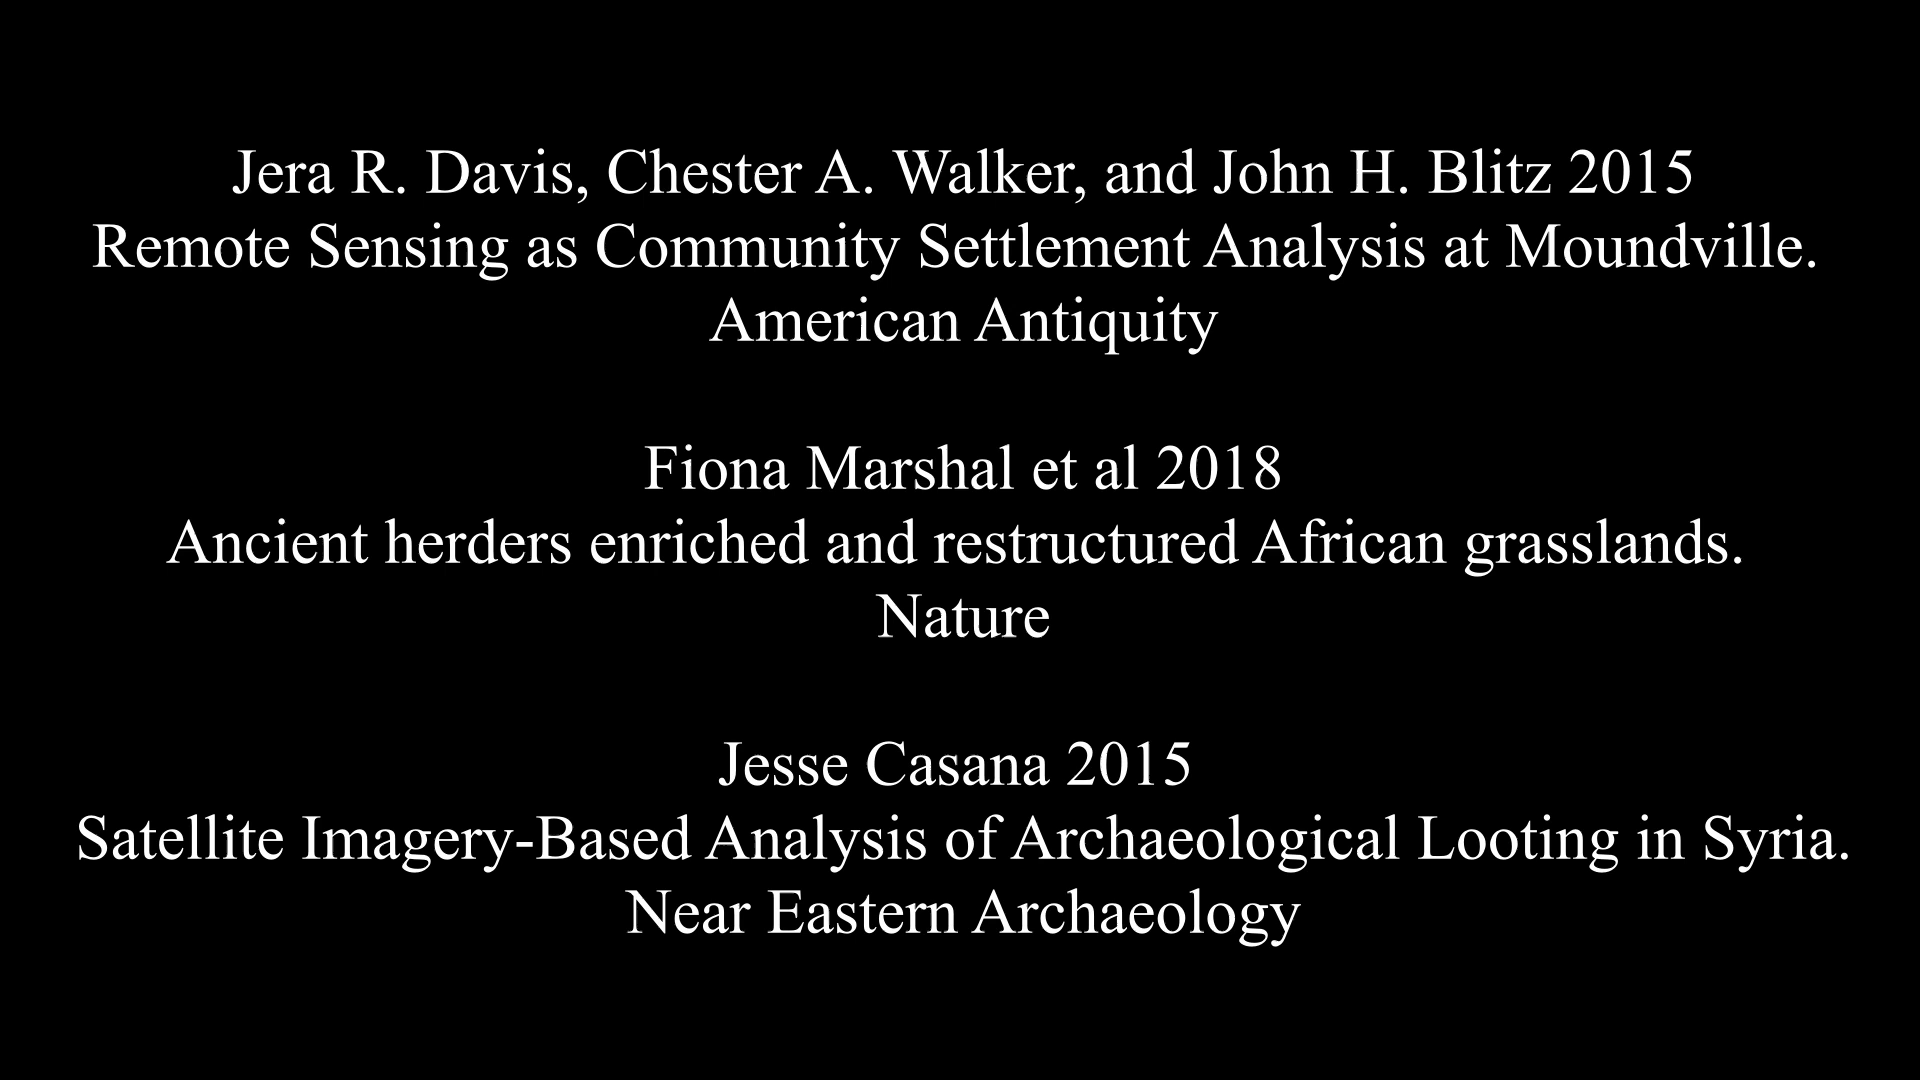 Jera R. Davis, Chester A. Walker, and John H. Blitz 2015
Remote Sensing as Community Settlement Analysis at Moundville.
American Antiquity
Fiona Marshal et al 2018
Ancient herders enriched and restructured African grasslands.
Nature
Jesse Casana 2015
Satellite Imagery-Based Analysis of Archaeological Looting in Syria.
Near Eastern Archaeology